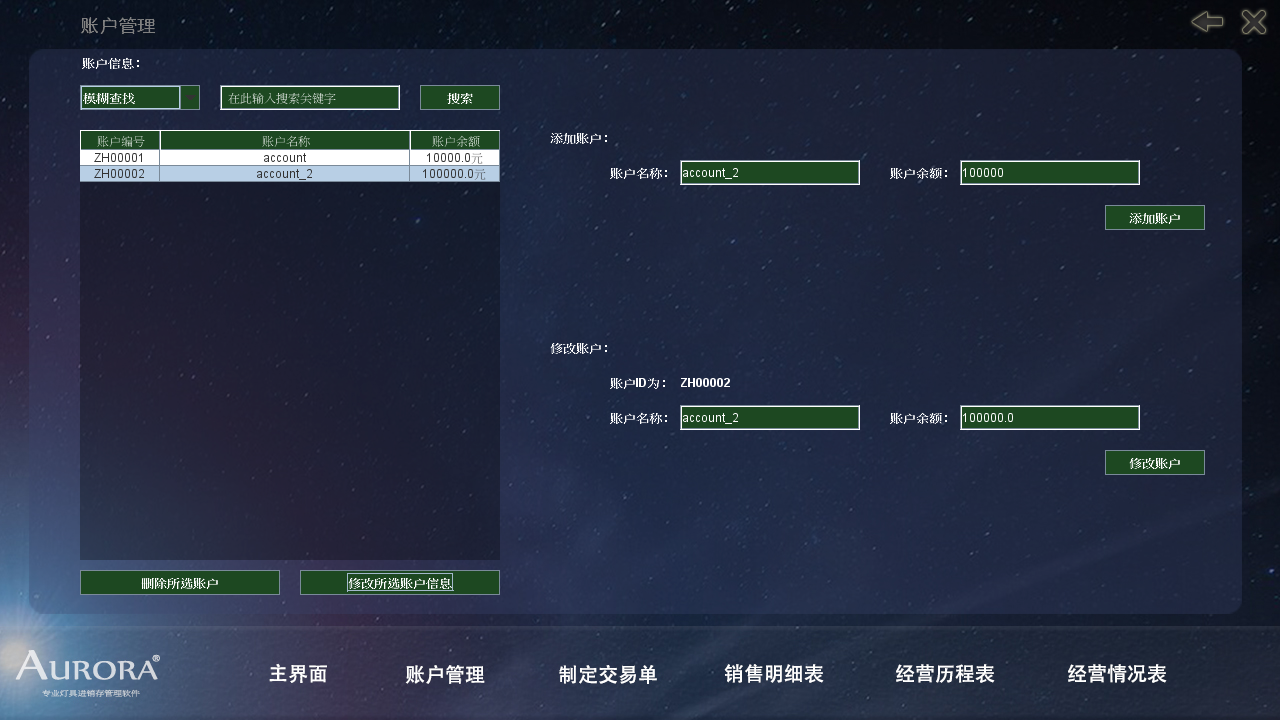 账户管理
账户信息：
模糊查找 在此输入搜索关键字 搜索
账户编号 账户名称 账户余额
ZH00001 account 10000.0元
ZH00002 account_2 100000.0元
添加账户：
账户名称： account_2 账户余额： 100000
添加账户
修改账户：
账户ID为： ZH00002
账户名称： account_2 账户余额： 100000.0
修改账户
删除所选账户 修改所选账户信息
AURORA®
专业灯具进销存管理软件
主界面 账户管理 制定交易单 销售明细表 经营历程表 经营情况表